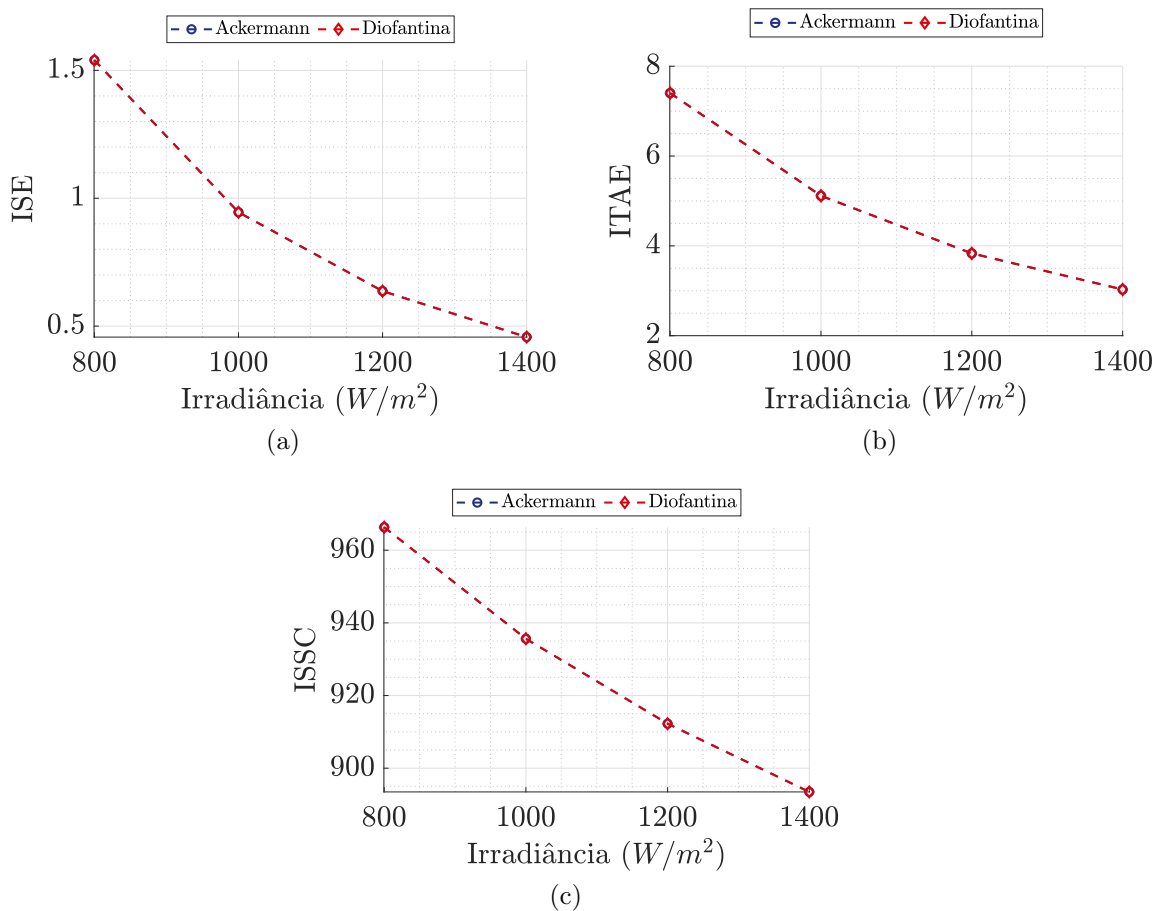 Ackermann Diofantina
1.5
1
0.5
ISE
800 1000 1200 1400
Irradiância (W/m²)
(a)
Ackermann Diofantina
8
6
4
2
ITAE
800 1000 1200 1400
Irradiância (W/m²)
(b)
Ackermann Diofantina
960
940
920
900
ISSC
800 1000 1200 1400
Irradiância (W/m²)
(c)